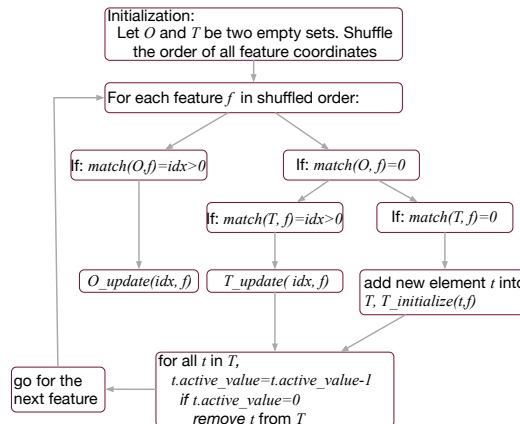 Initialization:
Let O and T be two empty sets. Shuffle
the order of all feature coordinates
For each feature f in shuffled order:
If: match(O,f)=idx>0
If: match(O, f)=0
If: match(T, f)=idx>0
If: match(T, f)=0
O_update(idx, f)
T_update( idx, f)
add new element t into
T, T_initialize(t,f)
for all t in T,
t.active_value=t.active_value-1
if t.active_value=0
remove t from T
go for the
next feature